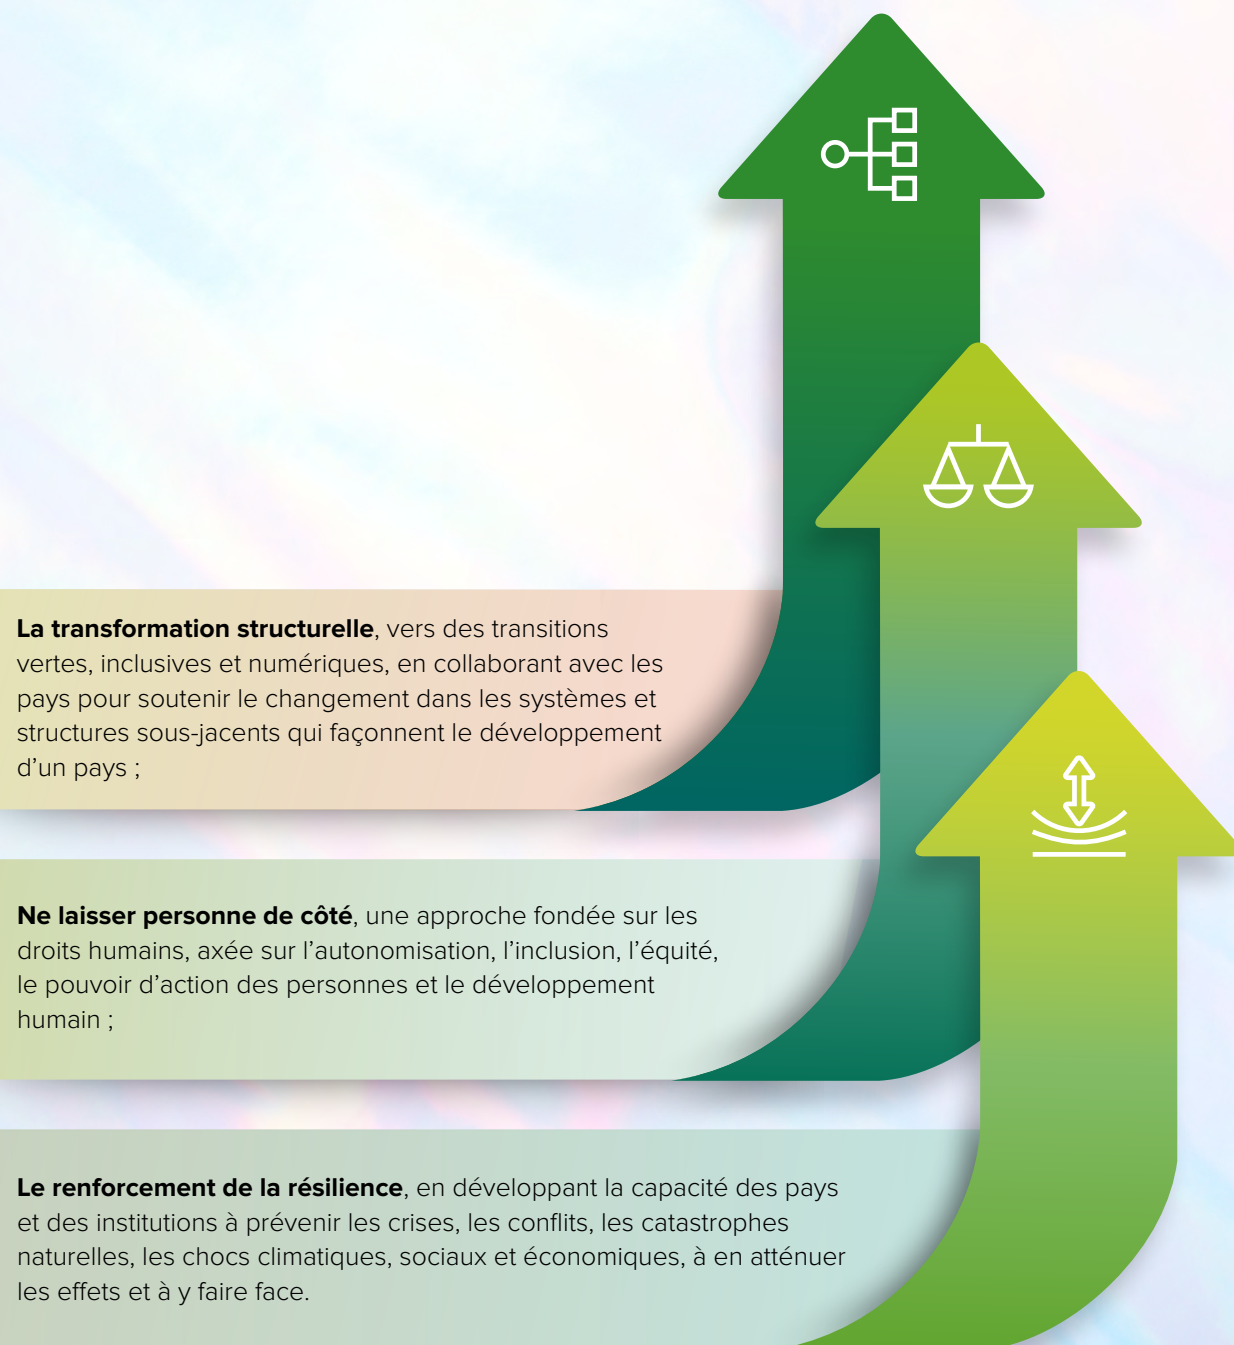 La transformation structurelle, vers des transitions
vertes, inclusives et numériques, en collaborant avec les
pays pour soutenir le changement dans les systèmes et
structures sous-jacents qui façonnent le développement
d’un pays ;
Ne laisser personne de côté, une approche fondée sur les
droits humains, axée sur l’autonomisation, l’inclusion, l’équité,
le pouvoir d’action des personnes et le développement
humain ;
Le renforcement de la résilience, en développant la capacité des pays
et des institutions à prévenir les crises, les conflits, les catastrophes
naturelles, les chocs climatiques, sociaux et économiques, à en atténuer
les effets et à y faire face.